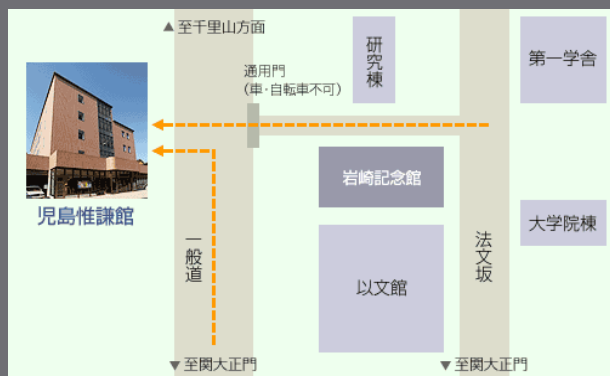 ▲至千里山方面
通用門
(車・自転車不可)
研究棟
第一学舎
岩崎記念館
児島惟謙館
大学院棟
一般道
法文坂
以文館
▼至関大正門
▼至関大正門